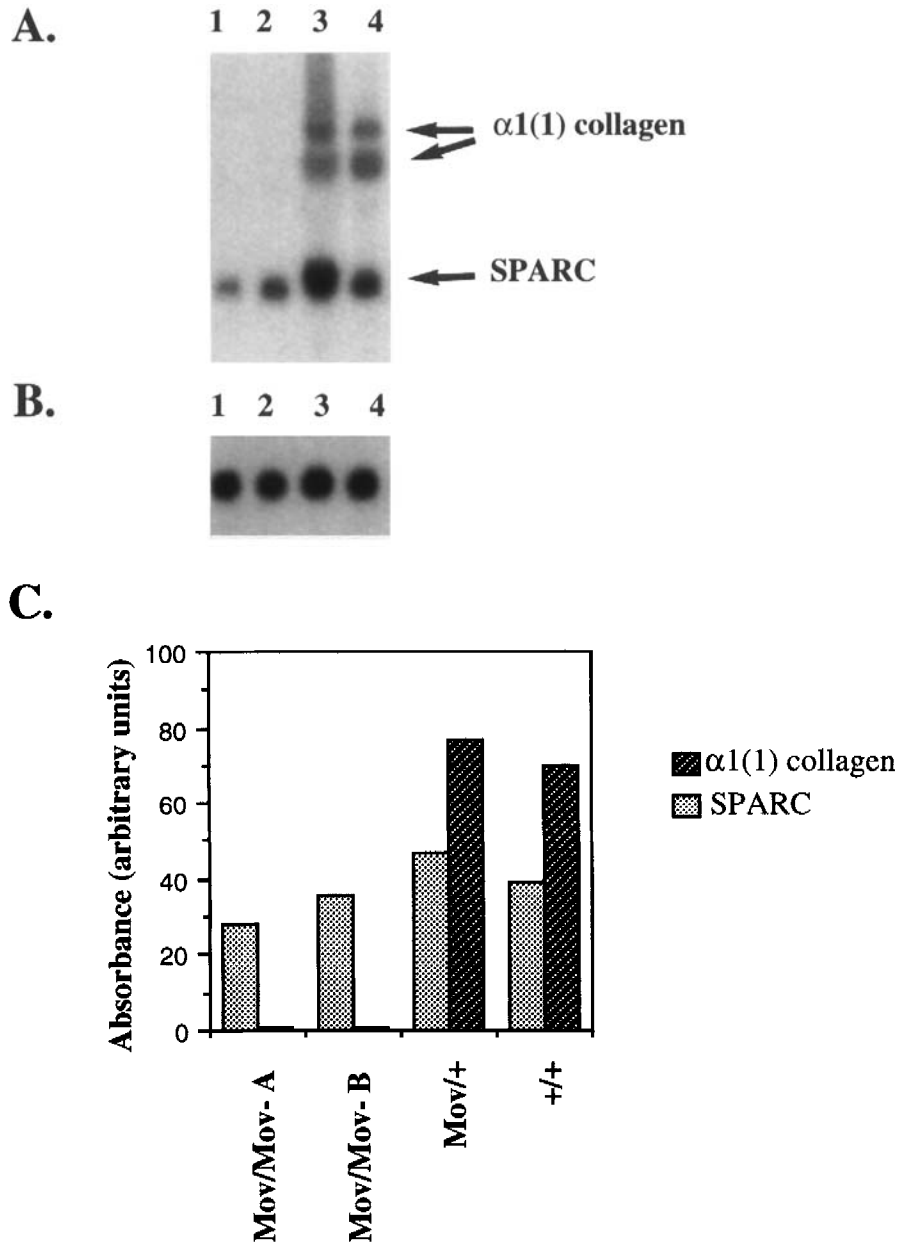 A.
1 2 3 4
α1(1) collagen
SPARC
B.
1 2 3 4
C.
Absorbance (arbitrary units)
100
80
60
40
20
0
Mov/Mov- A
Mov/Mov- B
Mov/+
+/+
α1(1) collagen
SPARC